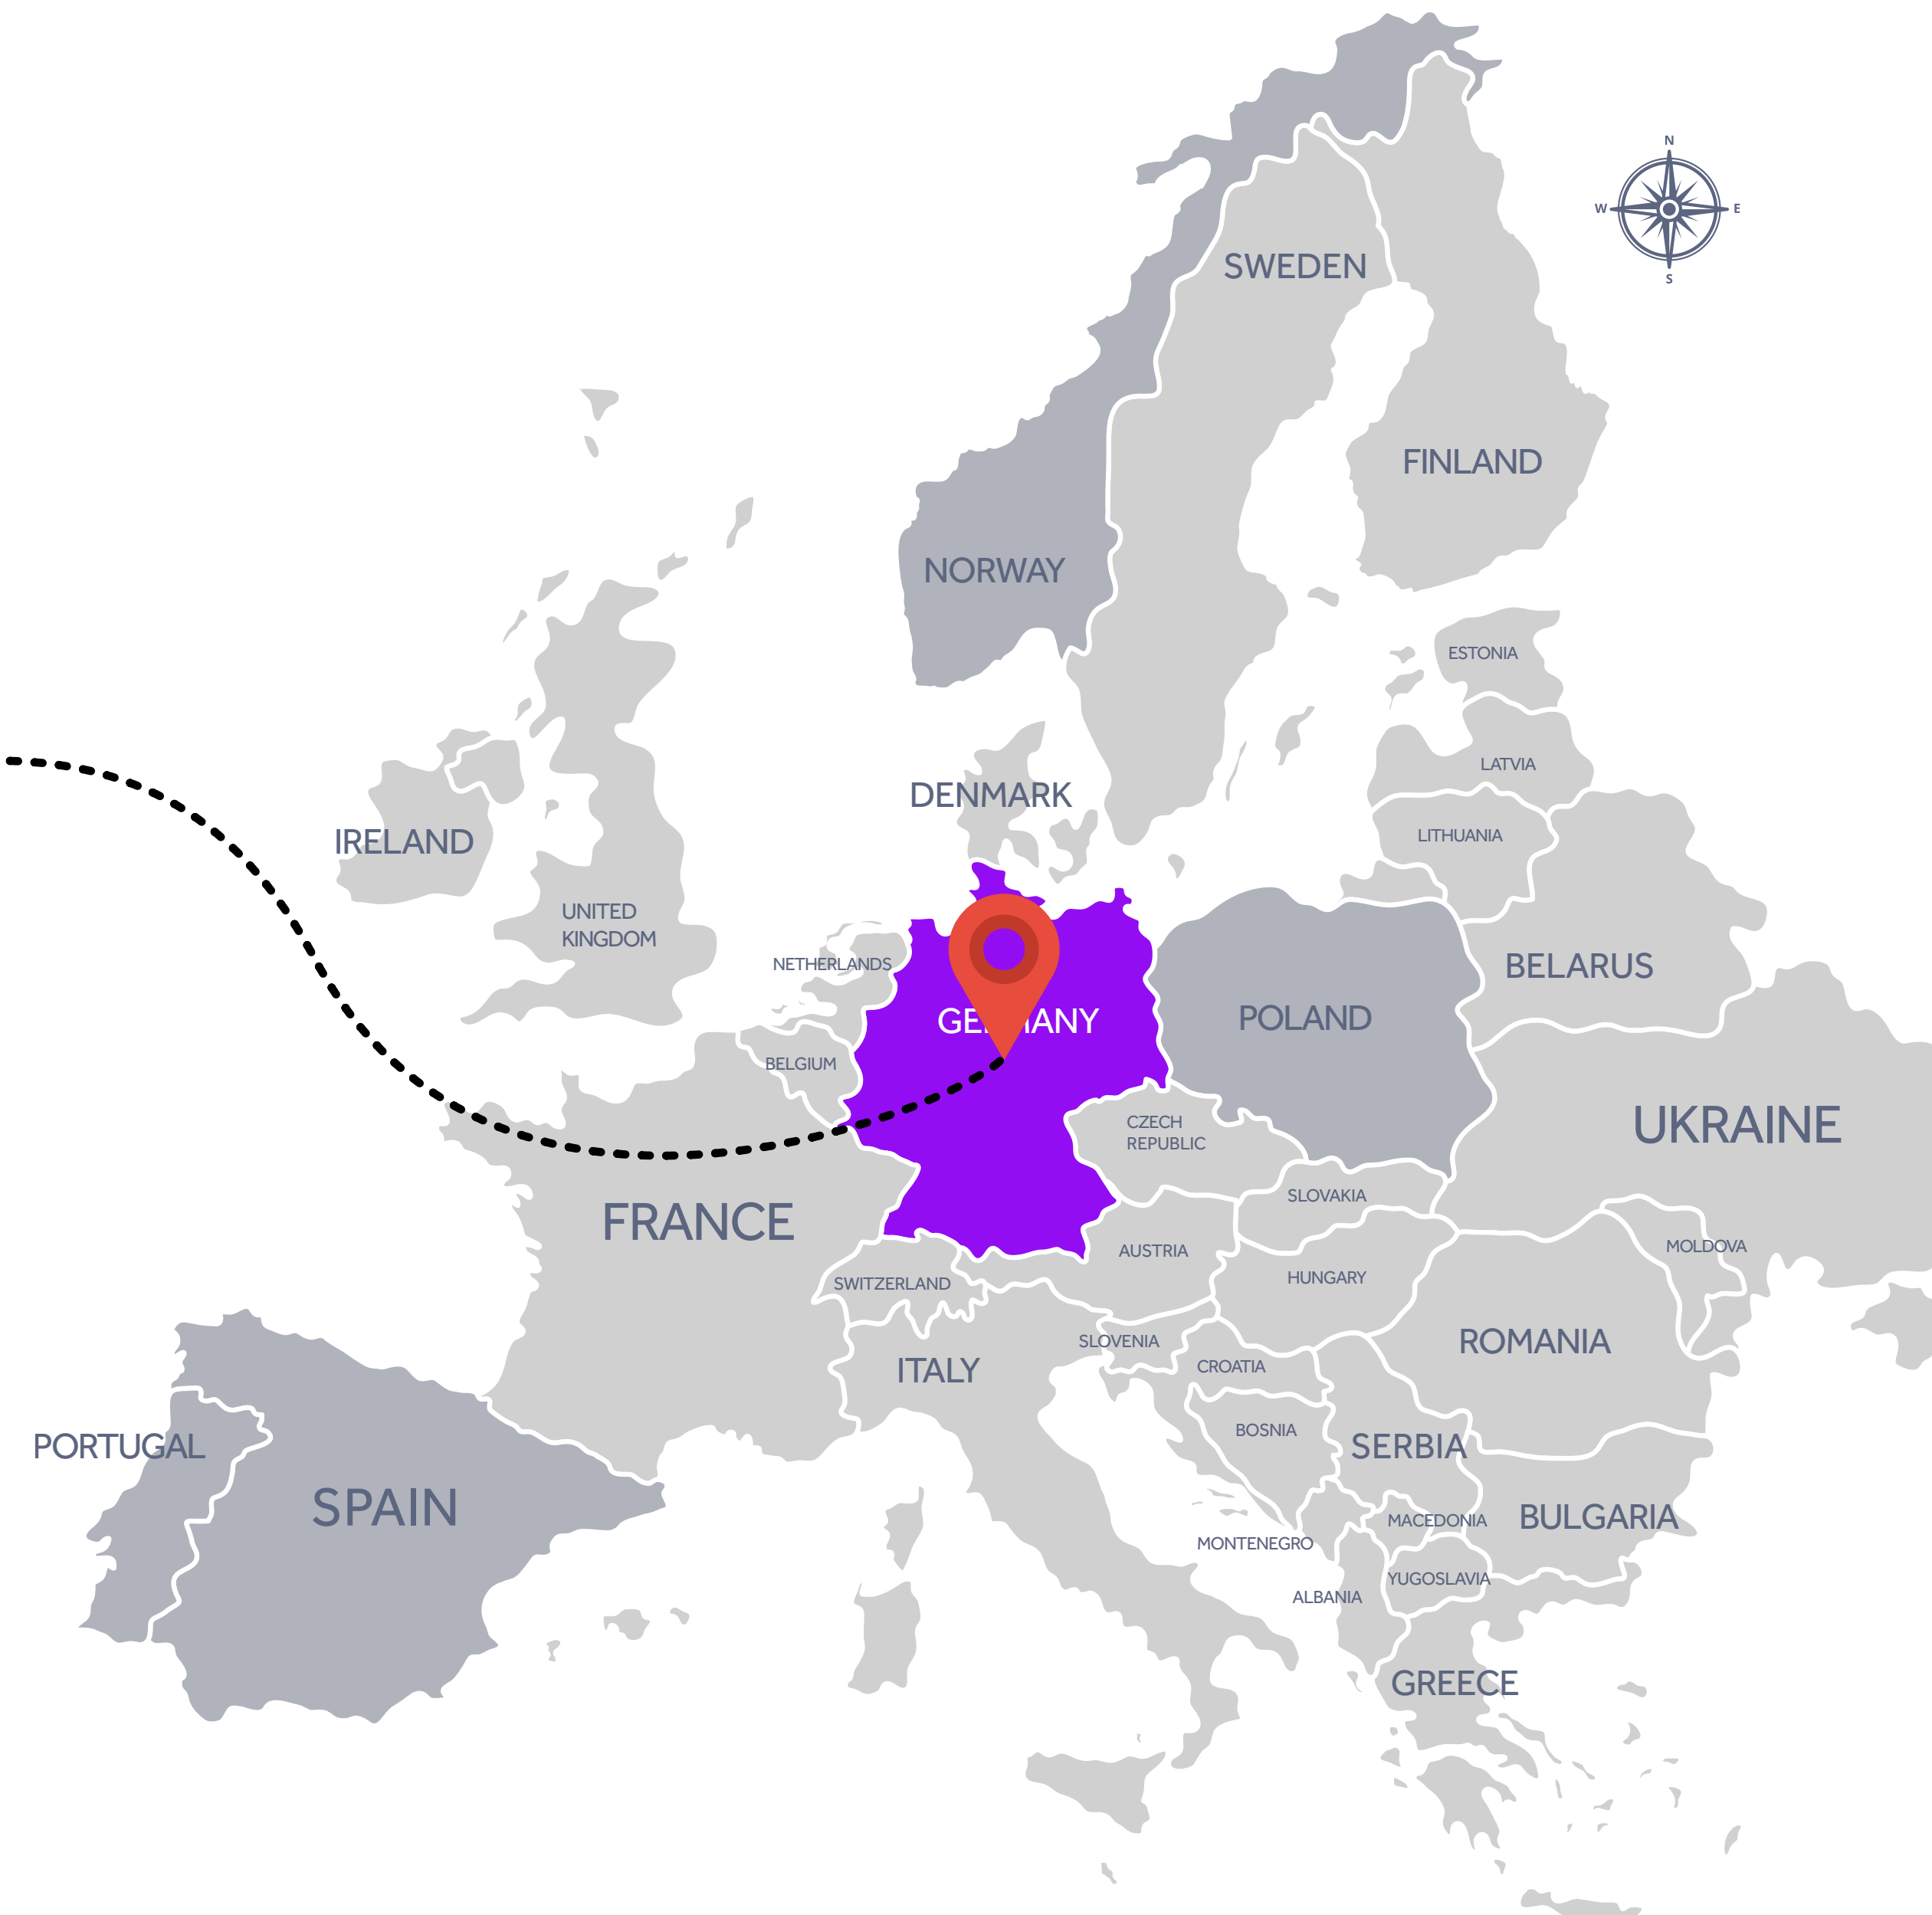 N
W
E
S
SWEDEN
FINLAND
NORWAY
ESTONIA
LATVIA
DENMARK
LITHUANIA
IRELAND
UNITED
KINGDOM
NETHERLANDS
BELARUS
POLAND
GERMANY
BELGIUM
UKRAINE
CZECH
REPUBLIC
SLOVAKIA
FRANCE
MOLDOVA
AUSTRIA
HUNGARY
SWITZERLAND
SLOVENIA
ROMANIA
CROATIA
ITALY
BOSNIA
PORTUGAL
SERBIA
SPAIN
BULGARIA
MACEDONIA
MONTENEGRO
YUGOSLAVIA
ALBANIA
GREECE